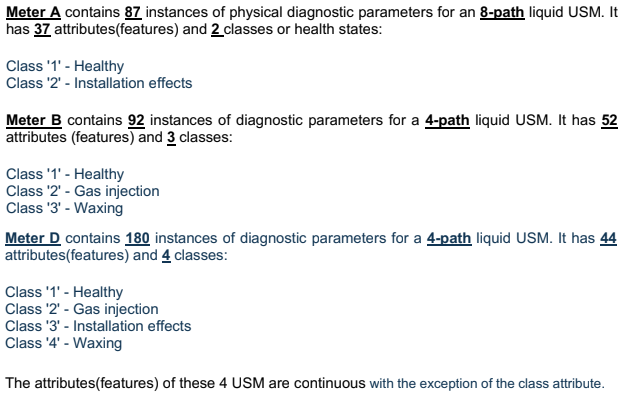 Meter A contains 87 instances of physical diagnostic parameters for an 8-path liquid USM. It
has 37 attributes(features) and 2 classes or health states:
Class '1' - Healthy
Class '2' - Installation effects
Meter B contains 92 instances of diagnostic parameters for a 4-path liquid USM. It has 52
attributes (features) and 3 classes:
Class '1' - Healthy
Class '2' - Gas injection
Class '3' - Waxing
Meter D contains 180 instances of diagnostic parameters for a 4-path liquid USM. It has 44
attributes(features) and 4 classes:
Class '1' - Healthy
Class '2' - Gas injection
Class '3' - Installation effects
Class '4' - Waxing
The attributes(features) of these 4 USM are continuous with the exception of the class attribute.